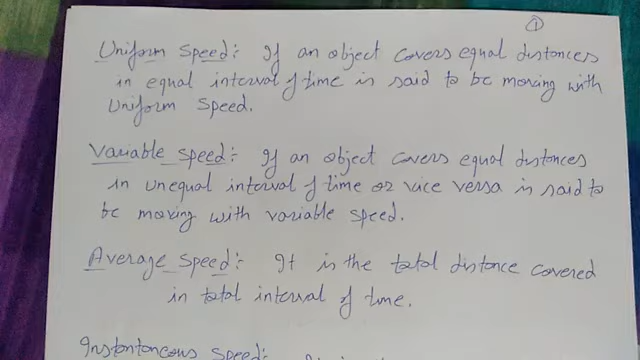 1
Uniform Speed: If an object covers equal distances
in equal interval of time is said to be moving with
Uniform Speed.
Variable speed: If an object covers equal distances
in unequal interval of time or vice versa is said to
be moving with variable speed.
Average speed: It is the total distance covered
in total interval of time.
Instantaneous speed: